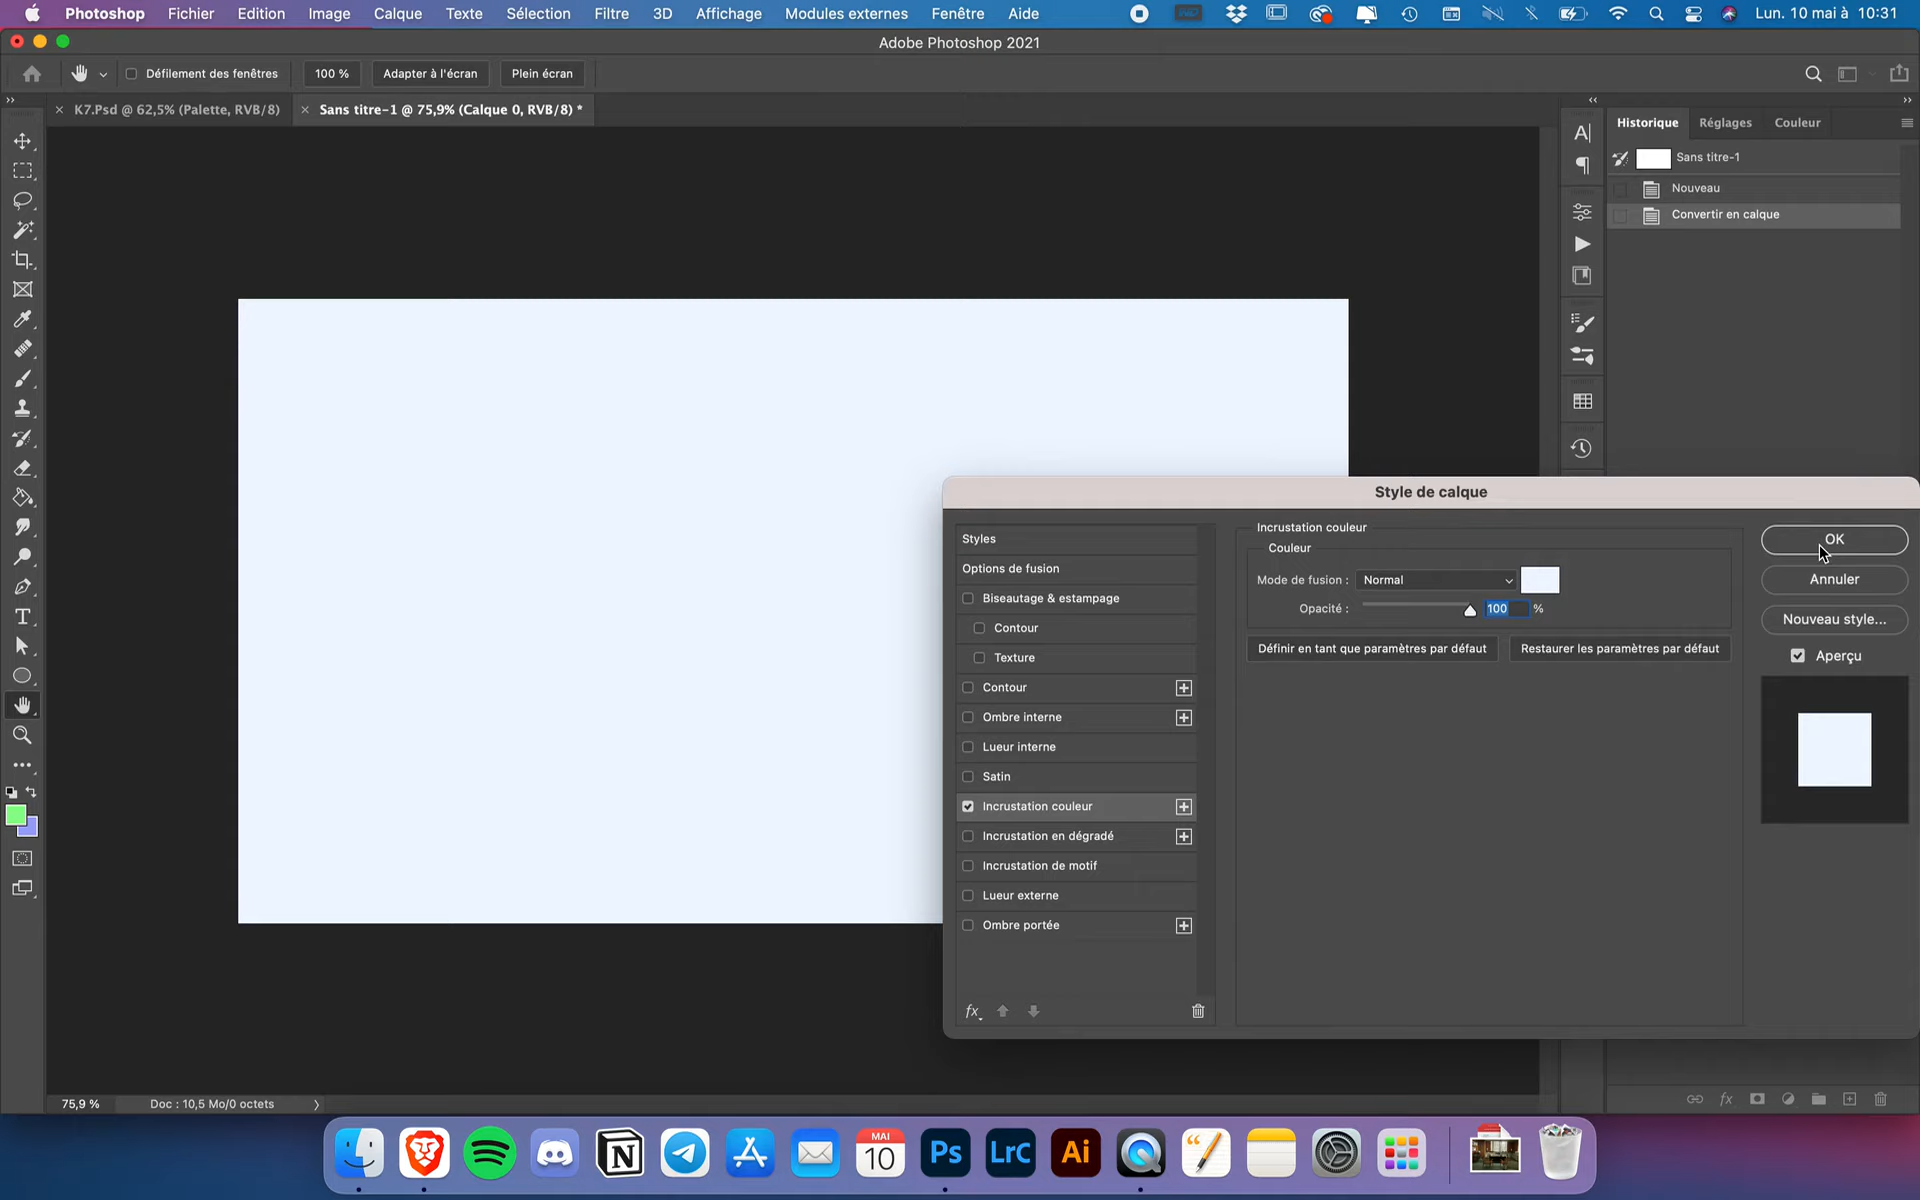 Photoshop Fichier Edition Image Calque Texte Sélection Filtre 3D Affichage Modules externes Fenêtre Aide Lun. 10 mai à 10:31
Adobe Photoshop 2021
Défilement des fenêtres 100 % Adapter à l'écran Plein écran
K7.Psd @ 62,5% (Palette, RVB/8) Sans titre-1 @ 75,9% (Calque 0, RVB/8) *
Historique Réglages Couleur
Sans titre-1
Nouveau
Convertir en calque
Style de calque
Styles
Options de fusion
Biseautage & estampage
Contour
Texture
Contour
Ombre interne
Lueur interne
Satin
Incrustation couleur
Incrustation en dégradé
Incrustation de motif
Lueur externe
Ombre portée
fx
Incrustation couleur
Couleur
Mode de fusion : Normal
Opacité : 100 %
Définir en tant que paramètres par défaut Restaurer les paramètres par défaut
OK
Annuler
Nouveau style...
Aperçu
75,9 % Doc : 10,5 Mo/0 octets
fx
MAI
10
Ps LrC Ai